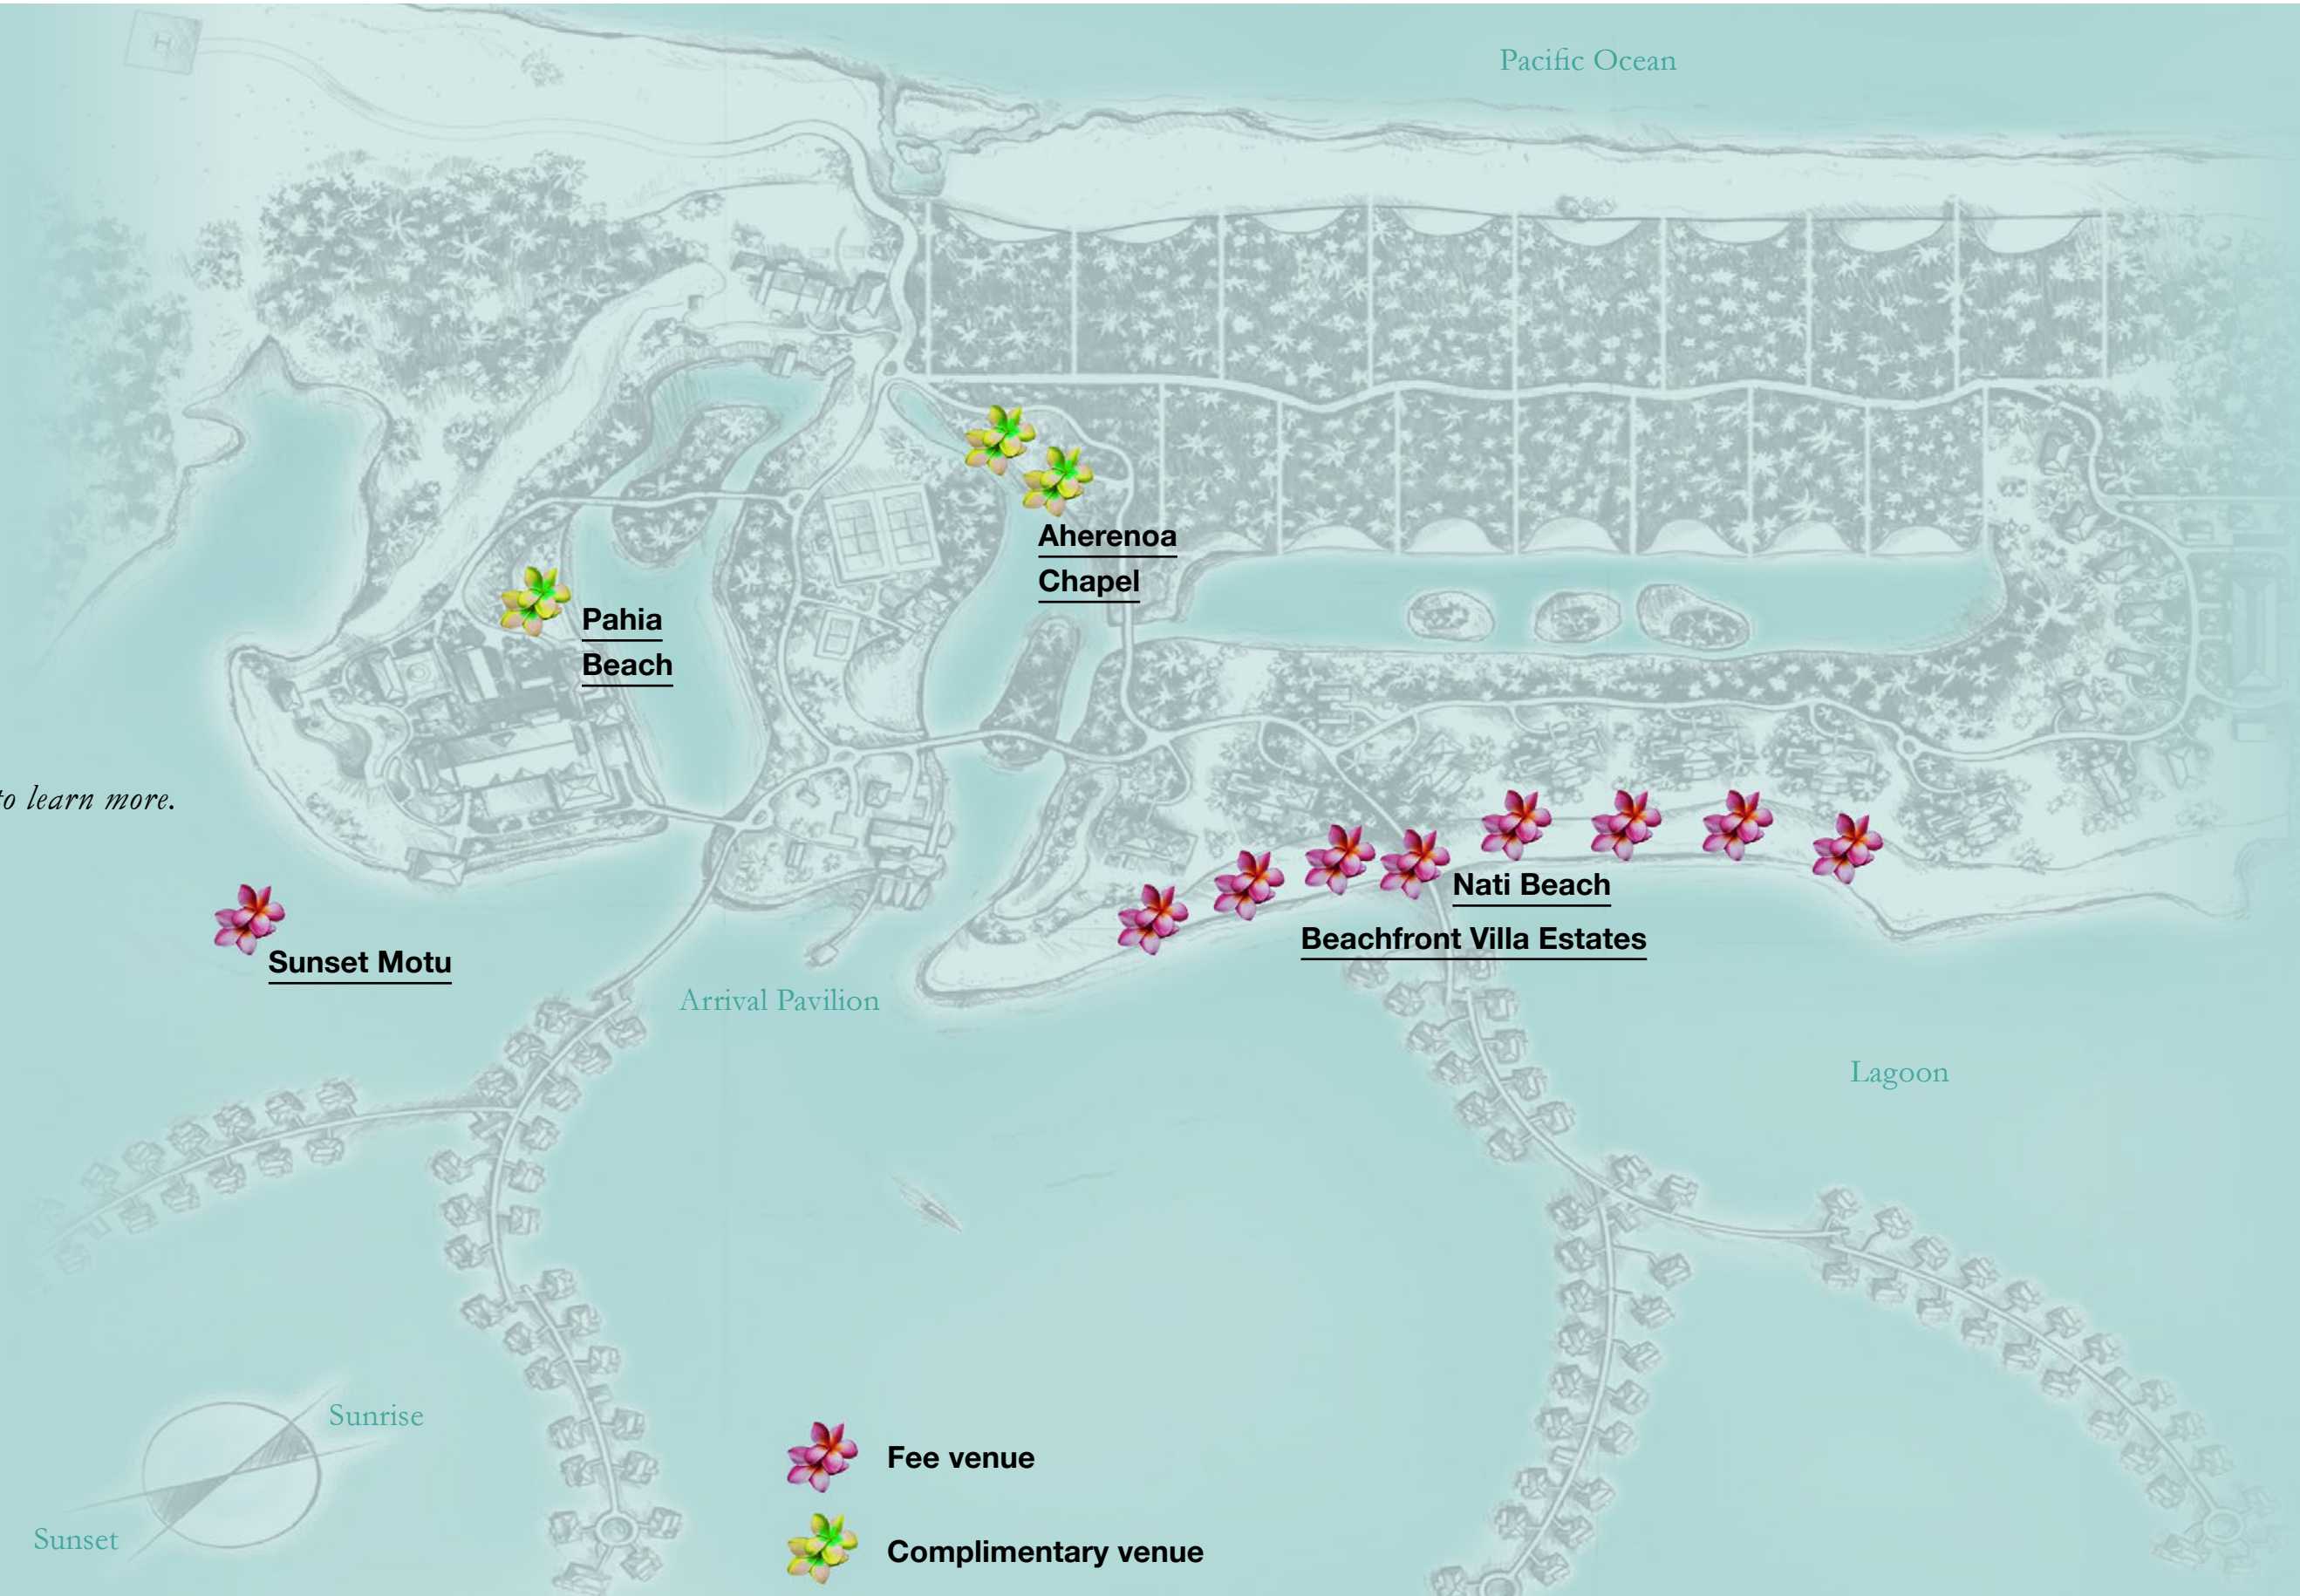 Pacific Ocean
H
Aherenoa
Chapel
Pahia
Beach
to learn more.
Nati Beach
Beachfront Villa Estates
Sunset Motu
Arrival Pavilion
Lagoon
Sunrise
Sunset
Fee venue
Complimentary venue